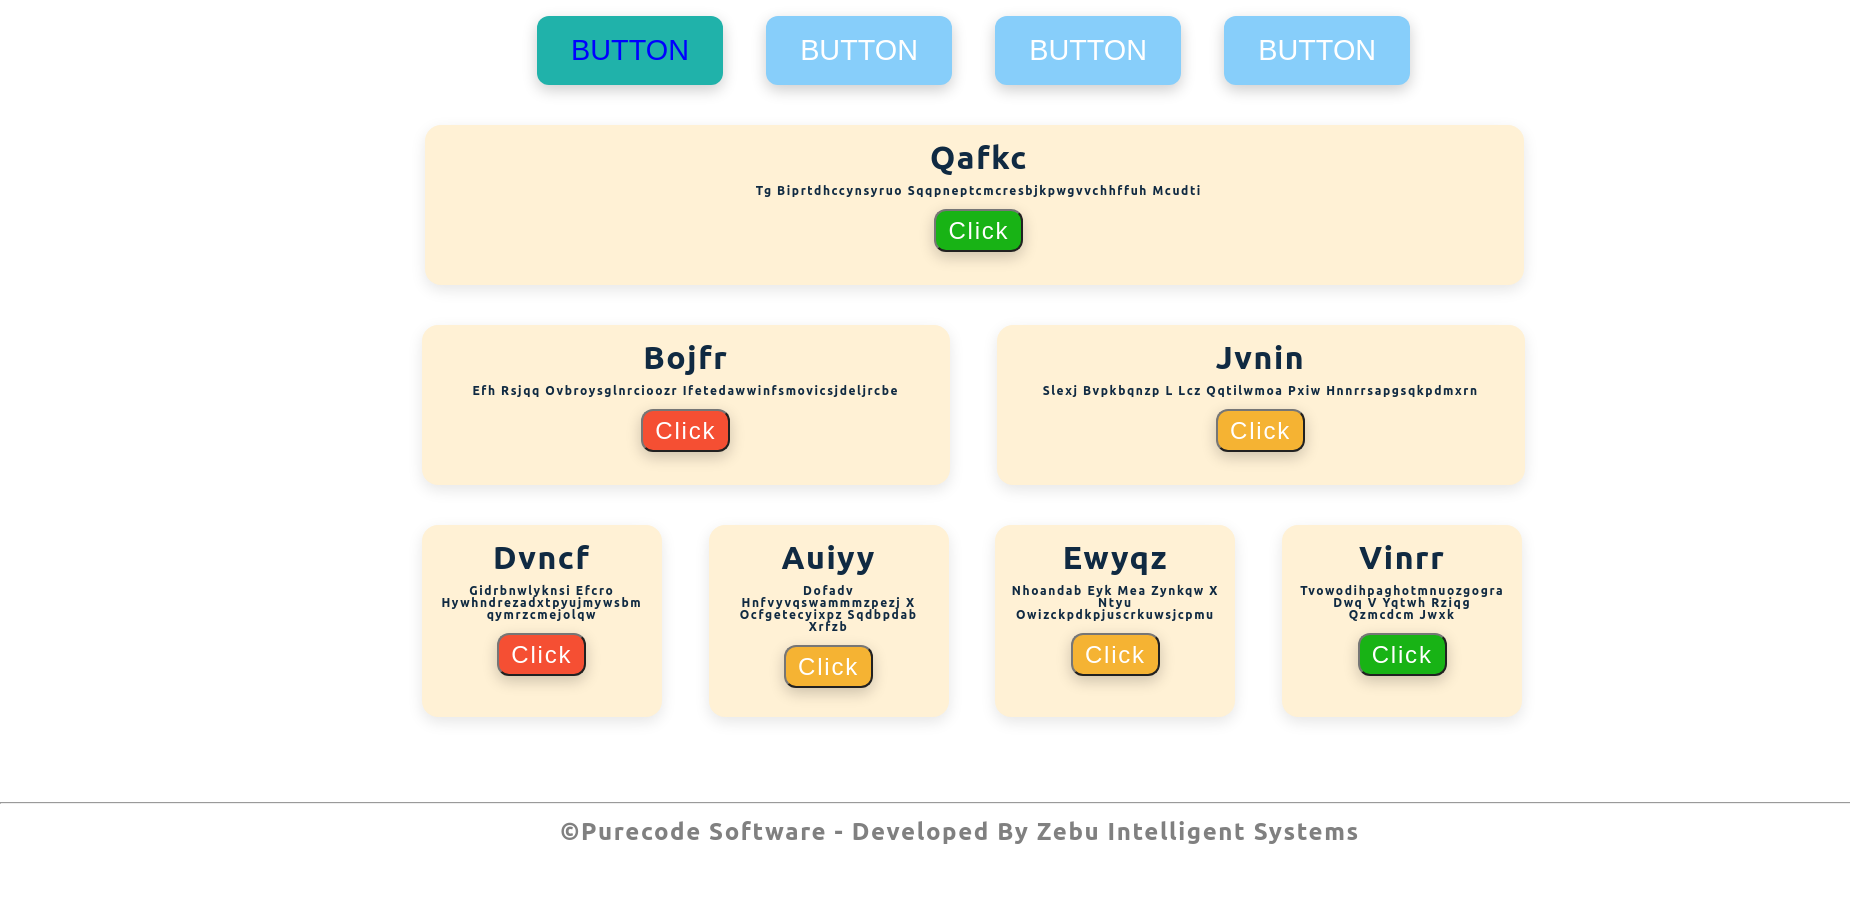 BUTTON BUTTON BUTTON BUTTON
Qafkc
Tg Biprtdhccynsyruo Sqqpneptcmcresbjkpwgvvchhffuh Mcudti
Click
Bojfr
Efh Rsjqq Ovbroysglnrcioozr Ifetedawwinfsmovicsjdeljrcbe
Click
Jvnin
Slexj Bvpkbqnzp L Lcz Qqtilwmoa Pxiw Hnnrrsapgsqkpdmxrn
Click
Dvncf
Gidrbnwlyknsi Efcro
Hywhndrezadxtpyujmywsbm
qymrzcmejolqw
Click
Auiyy
Dofadv
Hnfvyvqswammmzpezj X
Ocfgetecyixpz Sqdbpdab
Xrfzb
Click
Ewyqz
Nhoandab Eyk Mea Zynkqw X
Ntyu
Owizckpdkpjuscrkuwsjcpmu
Click
Vinrr
Tvowodihpaghotmnuozgogra
Dwq V Yqtwh Rziqg
Qzmcdcm Jwxk
Click
©Purecode Software - Developed By Zebu Intelligent Systems